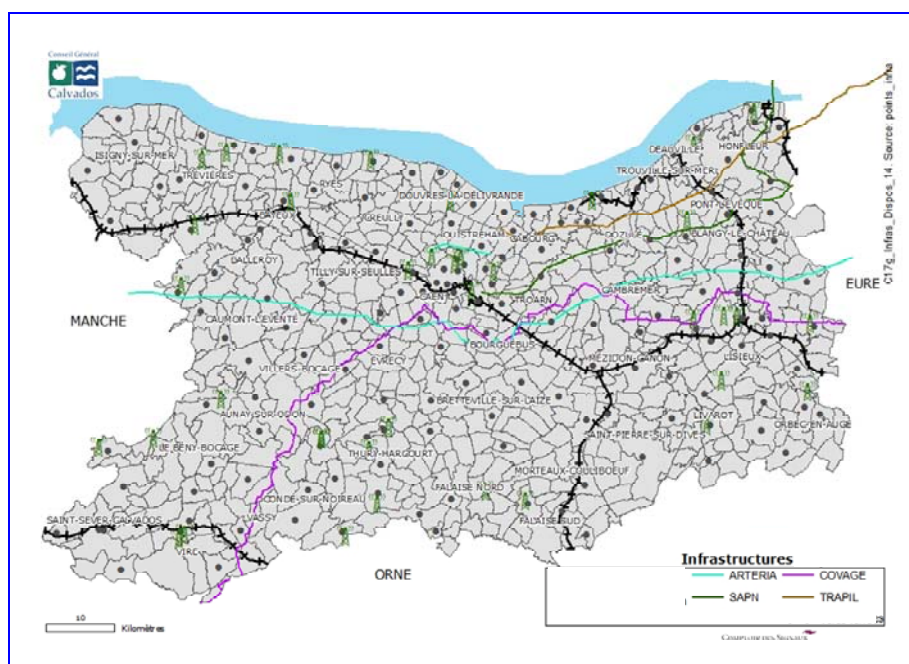 Conseil Général
Calvados
C17g_Infras_Dispcs_14. Source: points_infra
HONFLEUR
DEAUVILLE
TROUVILLE-SUR-MER
ISIGNY-SUR-MER
TREVIERES
RYES
DOUVRES-LA-DELIVRANDE
PONT-L'EVEQUE
BAYEUX
CREULLY
OUISTREHAM
CABOURG
DOZULE
BLANGY-LE-CHÂTEAU
BALLEROY
TILLY-SUR-SEULLES
EURE
CAMBREMER
CAEN
TROARN
MANCHE
CAUMONT-L'EVENTE
BOURGUEBUS
EVRECY
MEZIDON-CANON
LISIEUX
VILLERS-BOCAGE
BRETTEVILLE-SUR-LAIZE
AUNAY-SUR-ODON
LIVAROT
ORBEC-EN-AUGE
SAINT-PIERRE-SUR-DIVES
LE BENY-BOCAGE
THURY-HARCOURT
MORTEAUX-COULIBOEUF
FALAISE NORD
CONDE-SUR-NOIREAU
SAINT-SEVER-CALVADOS
VASSY
FALAISE SUD
VIRE
ORNE
Infrastructures
ARTERIA
COVAGE
SAPN
TRAPIL
10
Kilomètres